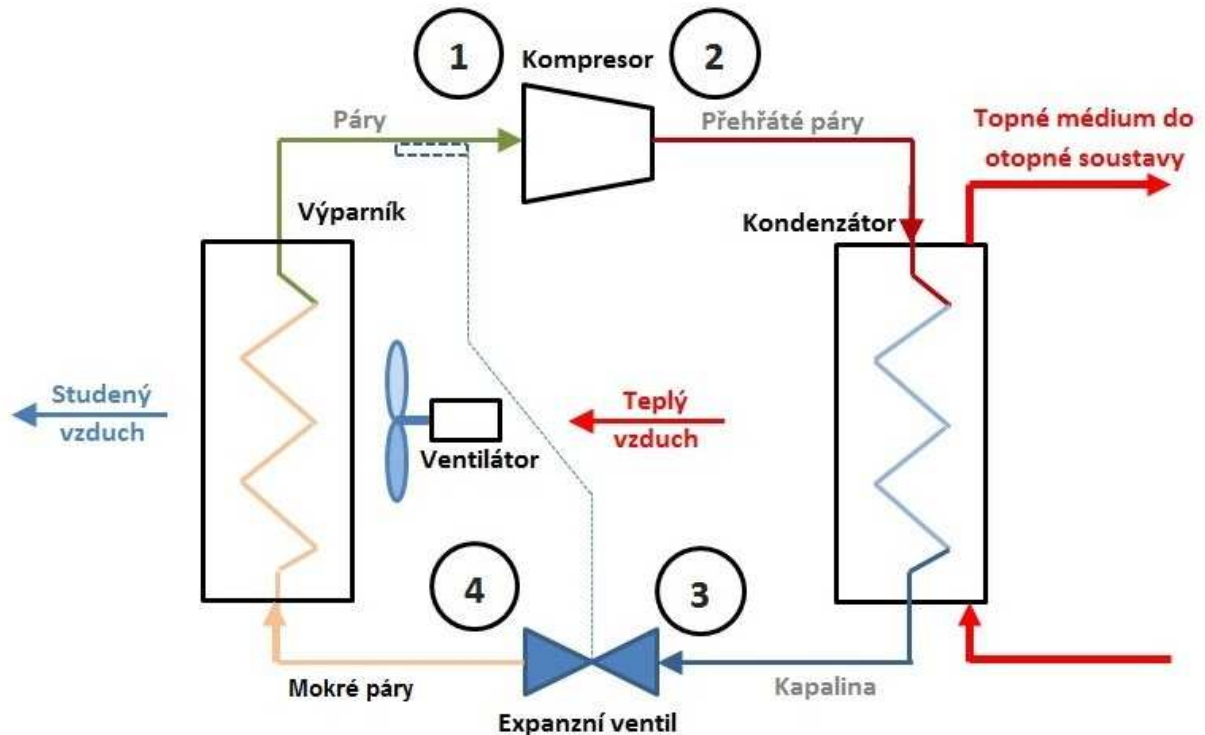 1
Kompresor
2
Páry
Přehřáté páry
Topné médium do
otopné soustavy
Výparník
Kondenzátor
Studený
vzduch
Teplý
vzduch
Ventilátor
4
3
Mokré páry
Kapalina
Expanzní ventil